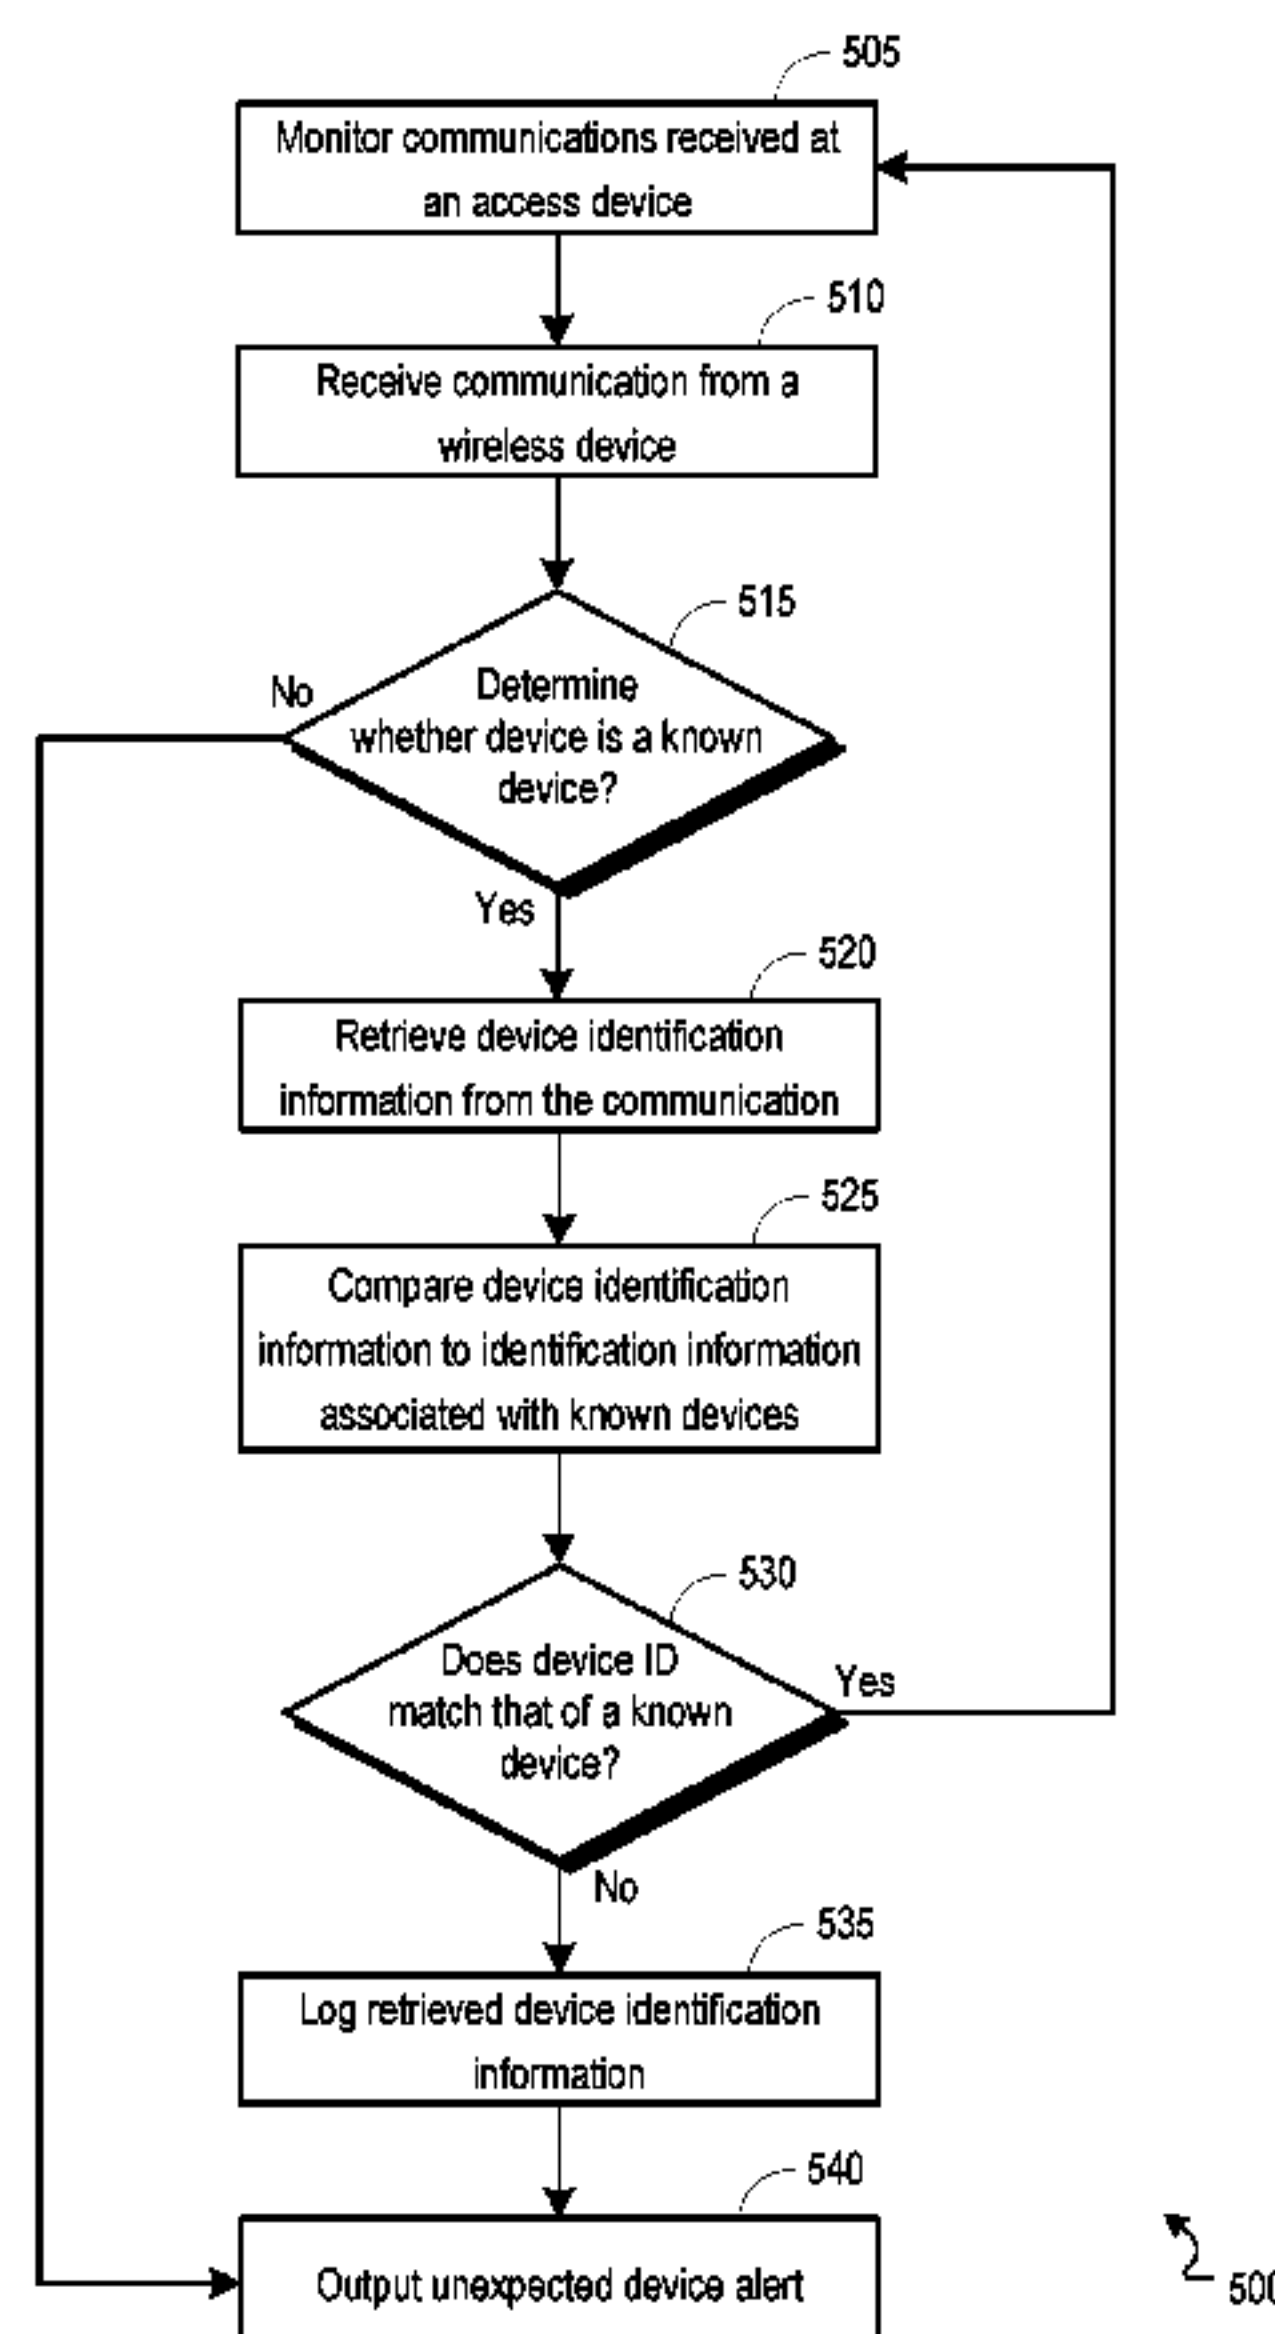 505
Monitor communications received at
an access device
510
Receive communication from a
wireless device
515
Determine
whether device is a known
device?
No
Yes
520
Retrieve device identification
information from the communication
525
Compare device identification
information to identification information
associated with known devices
530
Does device ID
match that of a known
device?
Yes
No
535
Log retrieved device identification
information
540
Output unexpected device alert
500